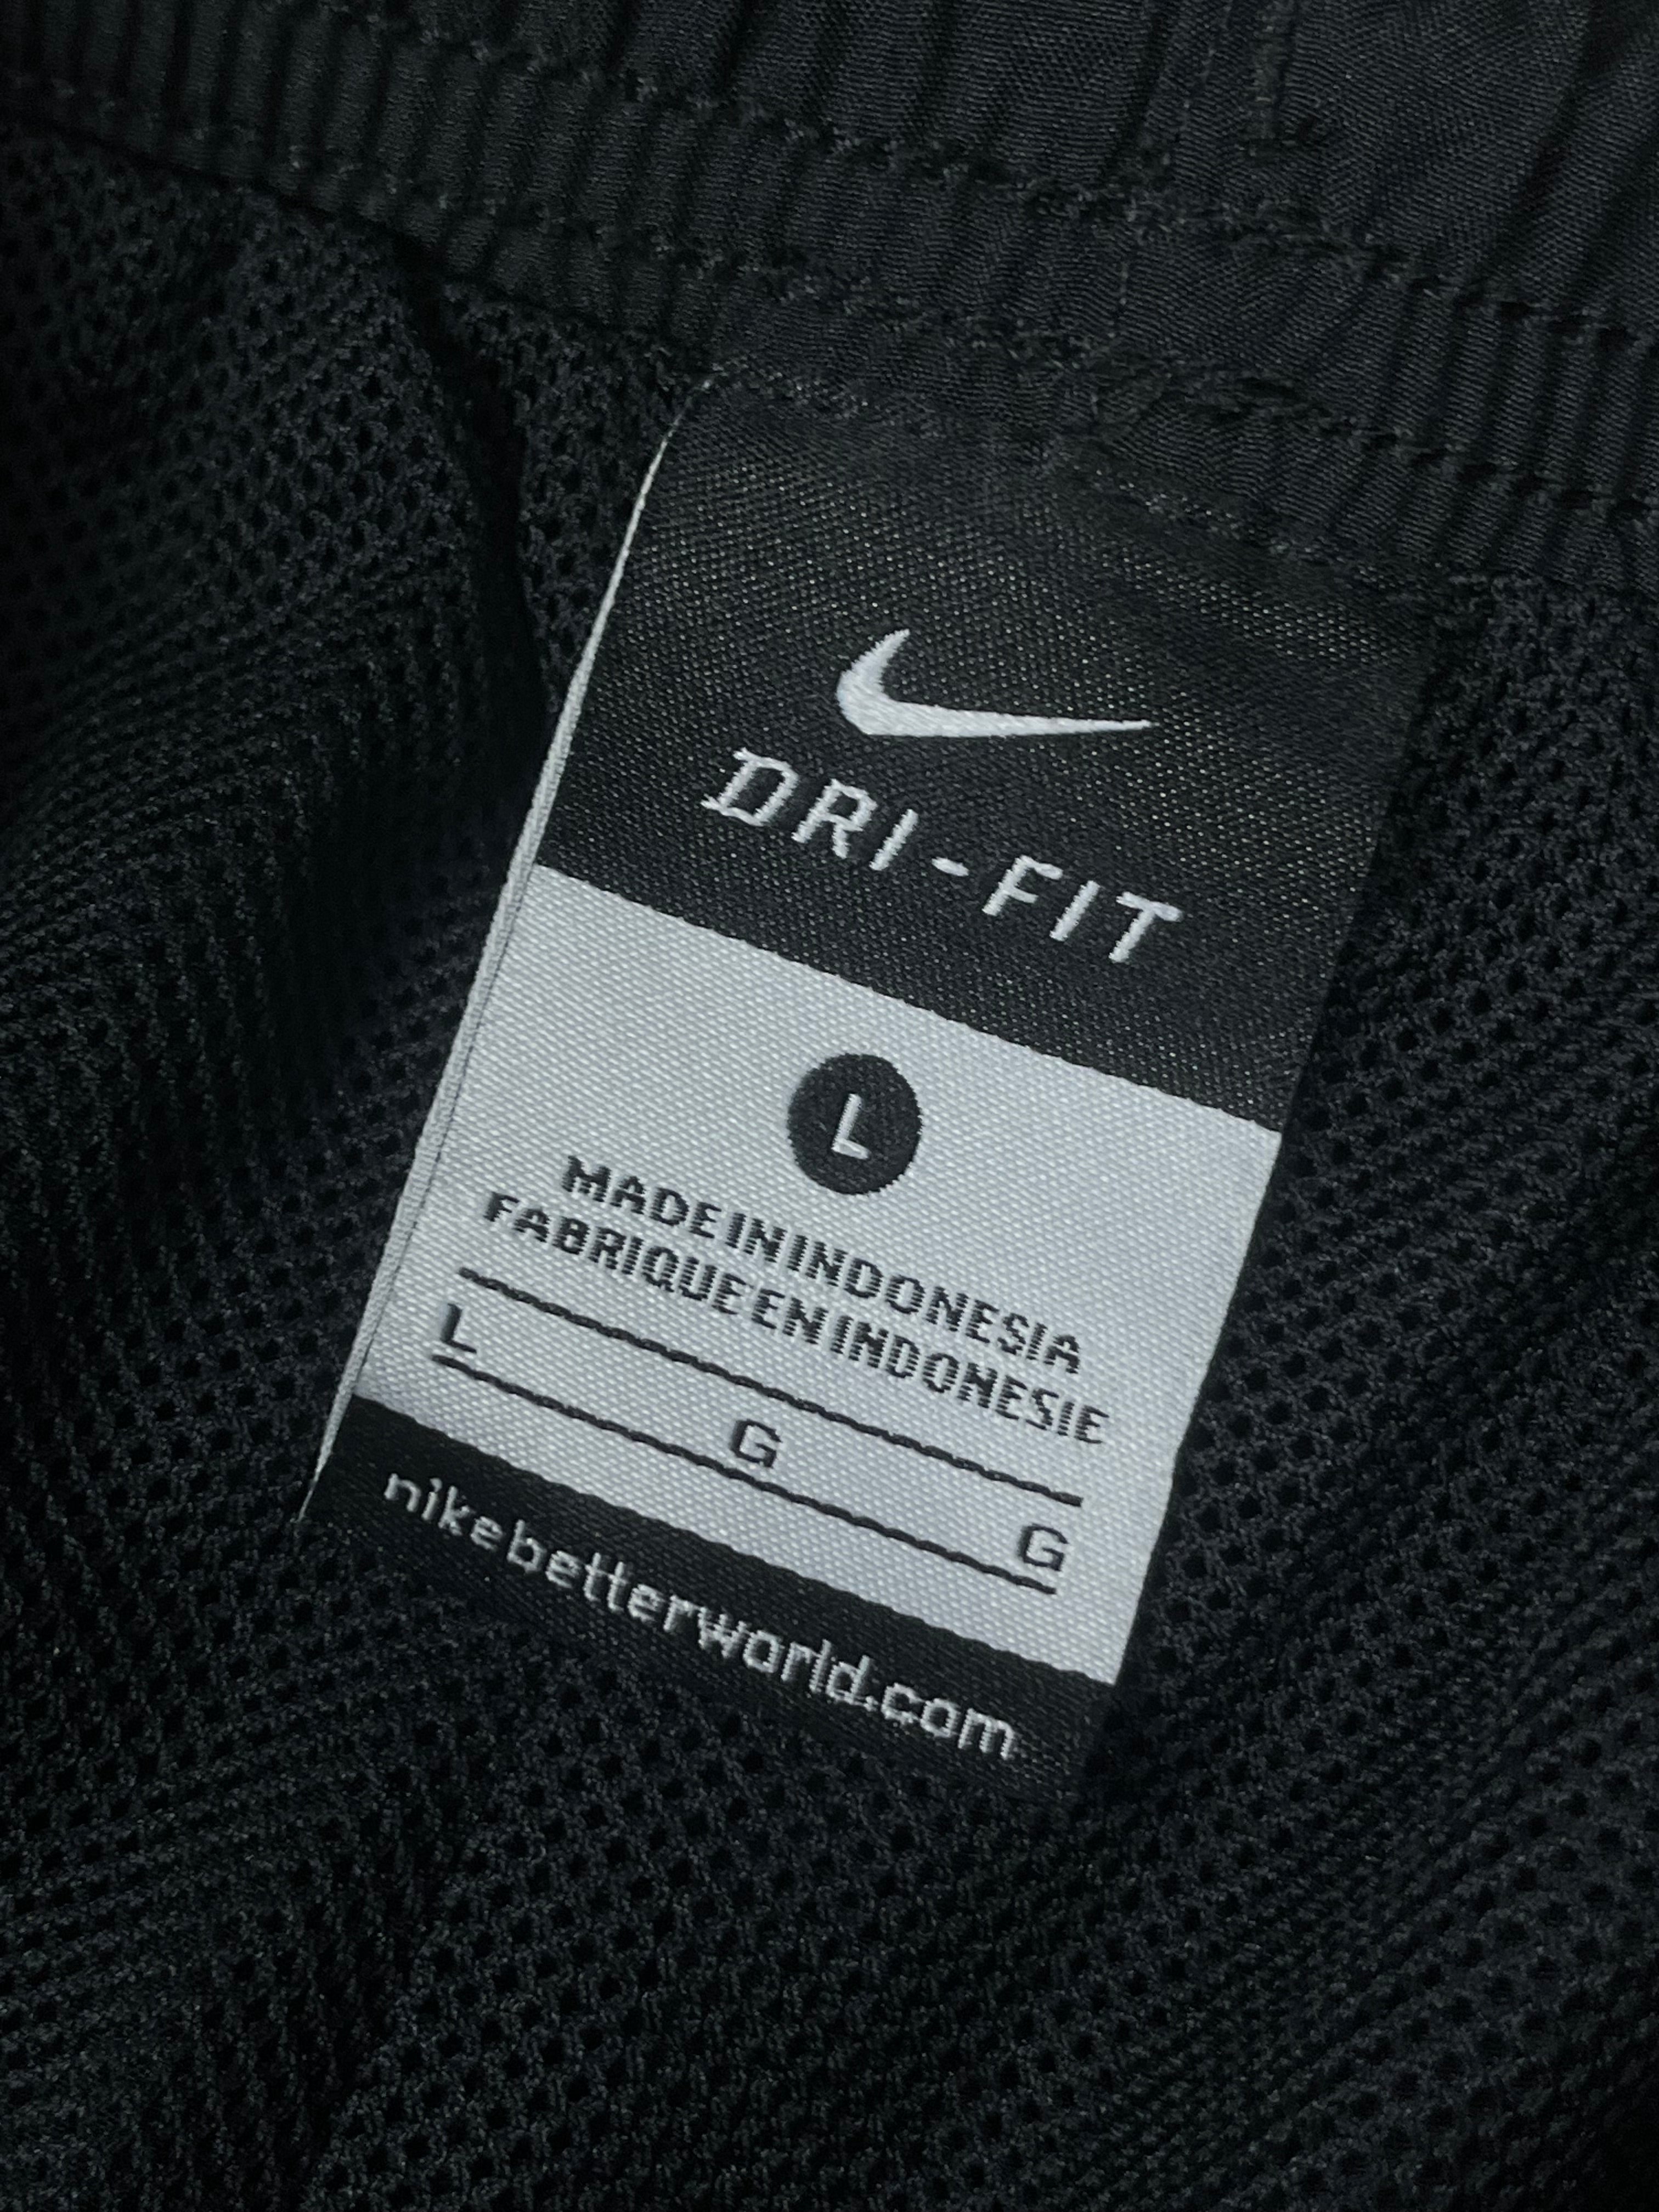 DRI-FIT
L
MADE IN INDONESIA
FABRIQUE EN INDONESIE
L G G
nikebetterworld.com